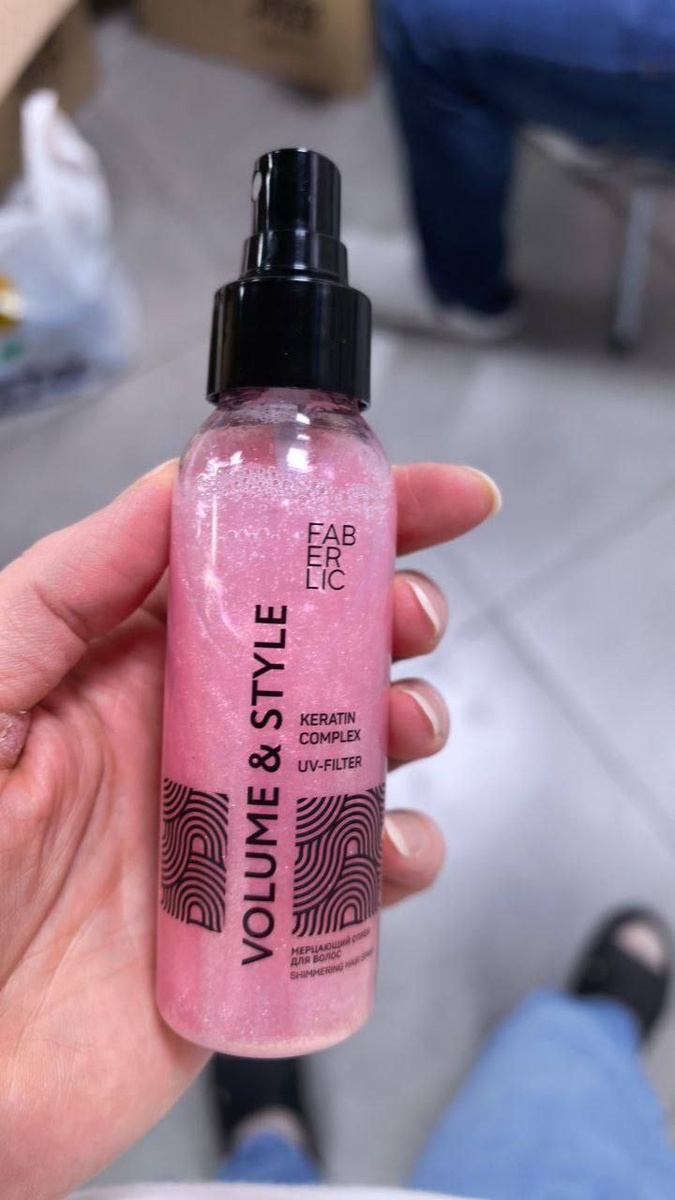 FAB
ER
LIC
VOLUME & STYLE
KERATIN
COMPLEX
UV-FILTER
МЕРЦАЮЩИЙ СПРЕЙ
ДЛЯ ВОЛОС
SHIMMERING HAIR SPRAY